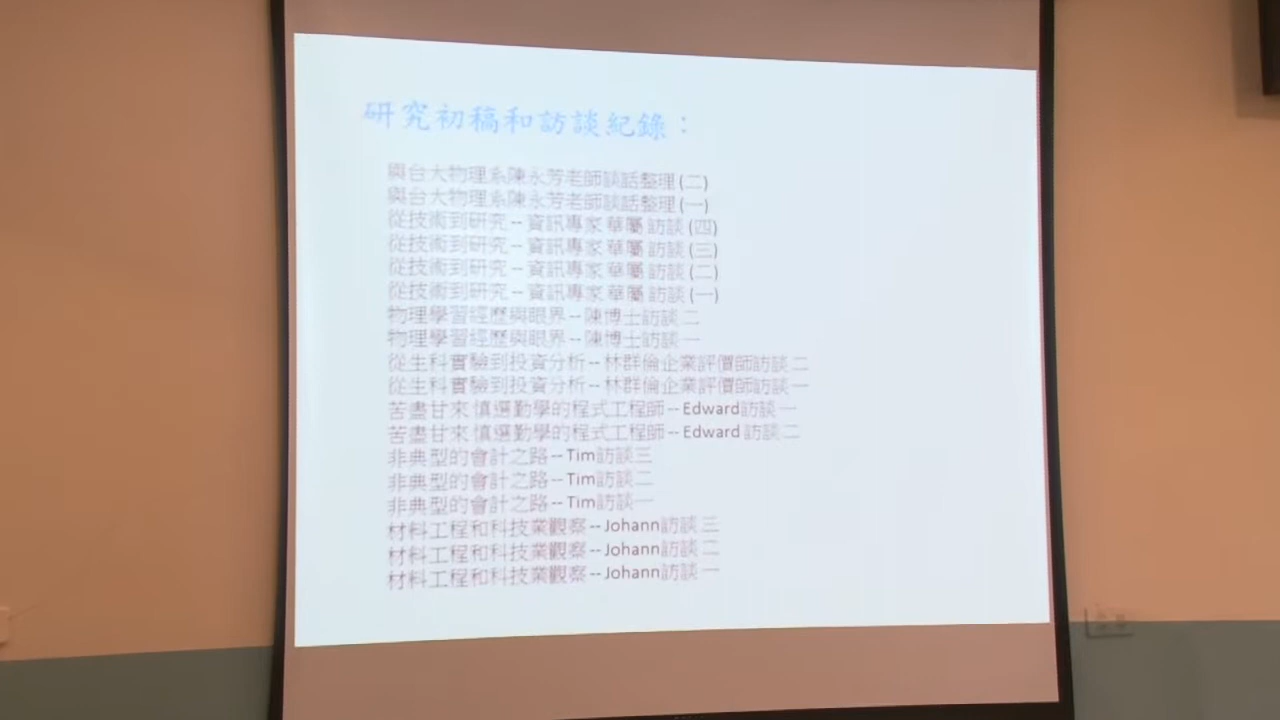 研究初稿和訪談紀錄：
與台大物理系陳永芳老師談話整理 (二)
與台大物理系陳永芳老師談話整理 (一)
從技術到研究 -- 資訊專家 華屬 訪談 (四)
從技術到研究 -- 資訊專家 華屬 訪談 (三)
從技術到研究 -- 資訊專家 華屬 訪談 (二)
從技術到研究 -- 資訊專家 華屬 訪談 (一)
物理學習經歷與眼界 -- 陳博士訪談 二
物理學習經歷與眼界 -- 陳博士訪談 一
從生科實驗到投資分析 -- 林群倫企業評價師訪談 二
從生科實驗到投資分析 -- 林群倫企業評價師訪談 一
苦盡甘來 慎選勤學的程式工程師 -- Edward訪談 一
苦盡甘來 慎選勤學的程式工程師 -- Edward 訪談 二
非典型的會計之路 -- Tim訪談三
非典型的會計之路 -- Tim訪談二
非典型的會計之路 -- Tim訪談一
材料工程和科技業觀察 -- Johann訪談 三
材料工程和科技業觀察 -- Johann訪談 二
材料工程和科技業觀察 -- Johann訪談 一